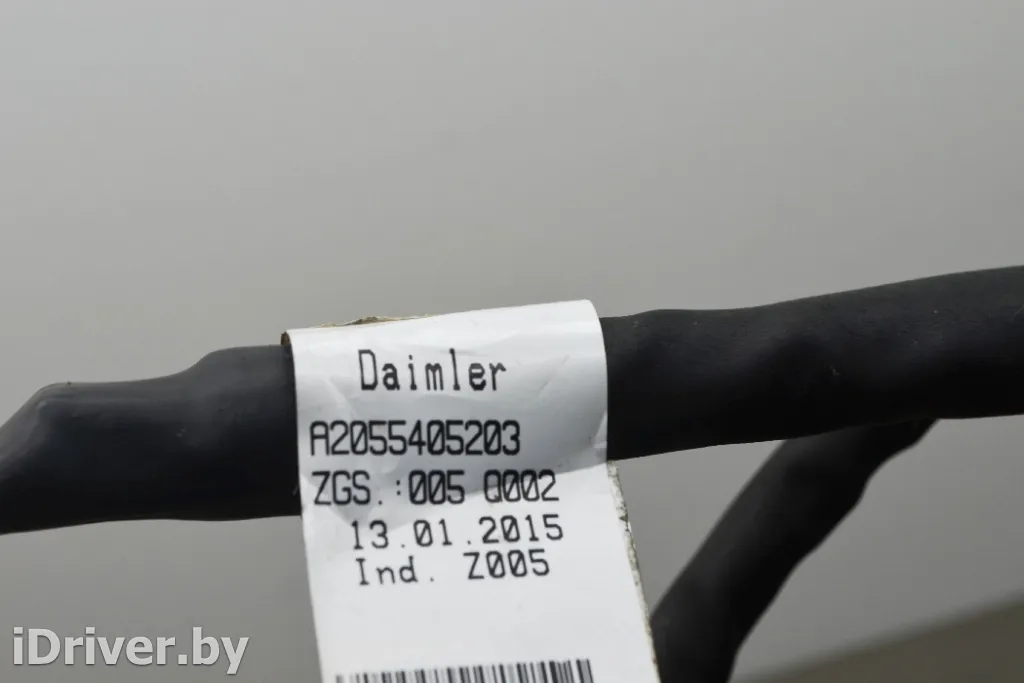 Daimler
A2055405203
ZGS.:005 Q002
13.01.2015
Ind. Z005
iDriver.by